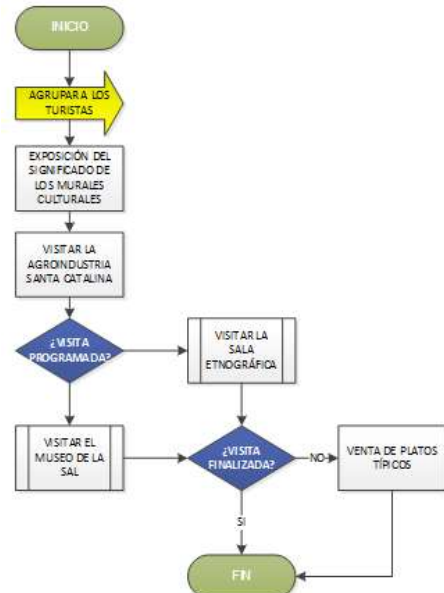 INICIO
AGRUPAR A LOS
TURISTAS
EXPOSICIÓN DEL
SIGNIFICADO DE
LOS MURALES
CULTURALES
VISITAR LA
AGROINDUSTRIA
SANTA CATALINA
¿VISITA
PROGRAMADA?
VISITAR LA
SALA
ETNOGRÁFICA
VISITAR EL
MUSEO DE LA
SAL
¿VISITA
FINALIZADA?
NO
VENTA DE PLATOS
TÍPICOS
SI
FIN